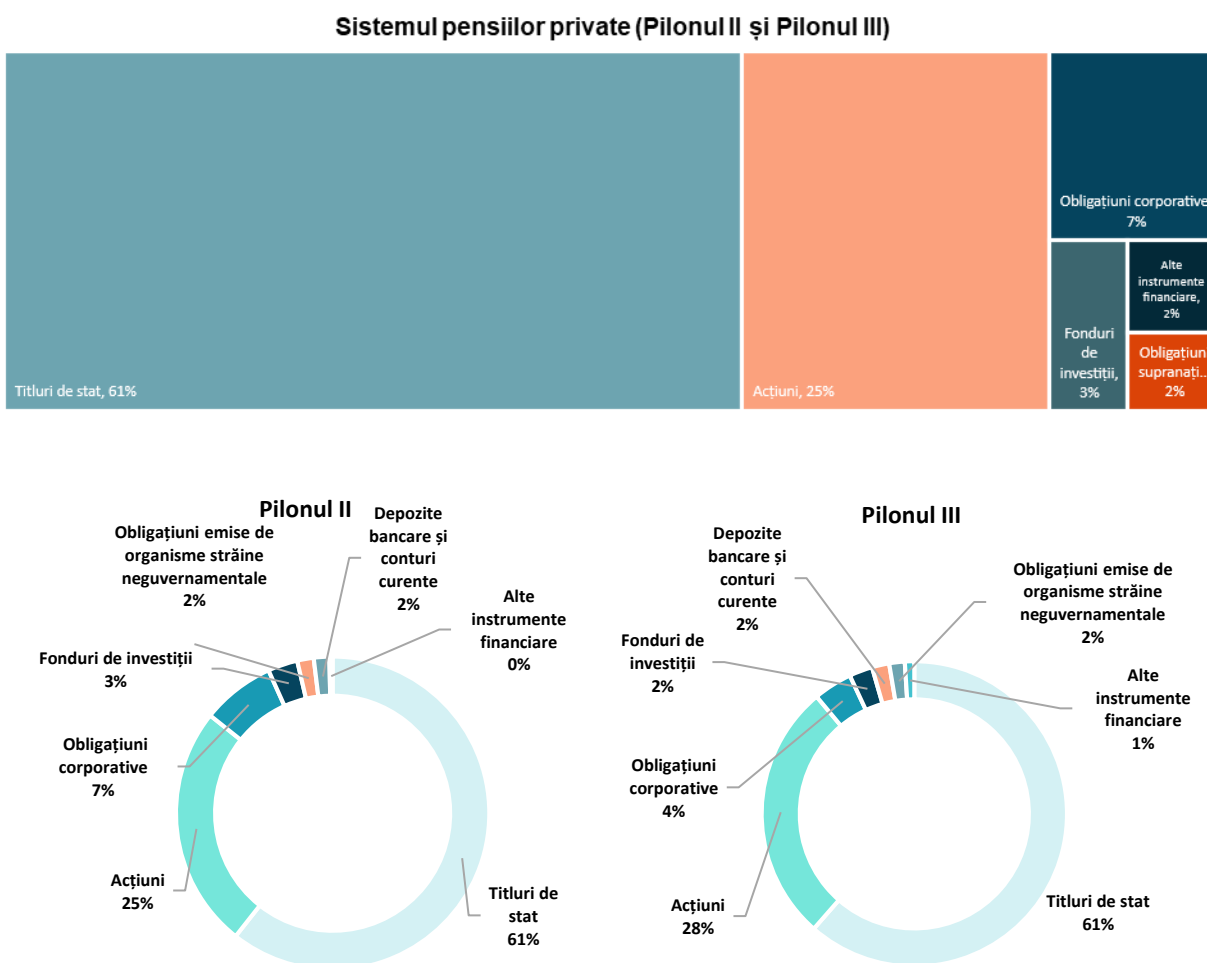 Sistemul pensiilor private (Pilonul II și Pilonul III)
Titluri de stat, 61%
Acțiuni, 25%
Obligațiuni corporative
7%
Fonduri
de
investiții,
3%
Alte
instrumente
financiare,
2%
Obligațiun
supranați...
2%
Pilonul II
Obligațiuni emise de
organisme străine
neguvernamentale
2%
Depozite
bancare și
conturi
curente
2%
Alte
instrumente
financiare
0%
Fonduri de investiții
3%
Obligațiuni
corporative
7%
Acțiuni
25%
Titluri de
stat
61%
Pilonul III
Depozite
bancare și
conturi
curente
2%
Obligațiuni emise de
organisme străine
neguvernamentale
2%
Fonduri de
investiții
2%
Alte
instrumente
financiare
1%
Obligațiuni
corporative
4%
Acțiuni
28%
Titluri de stat
61%